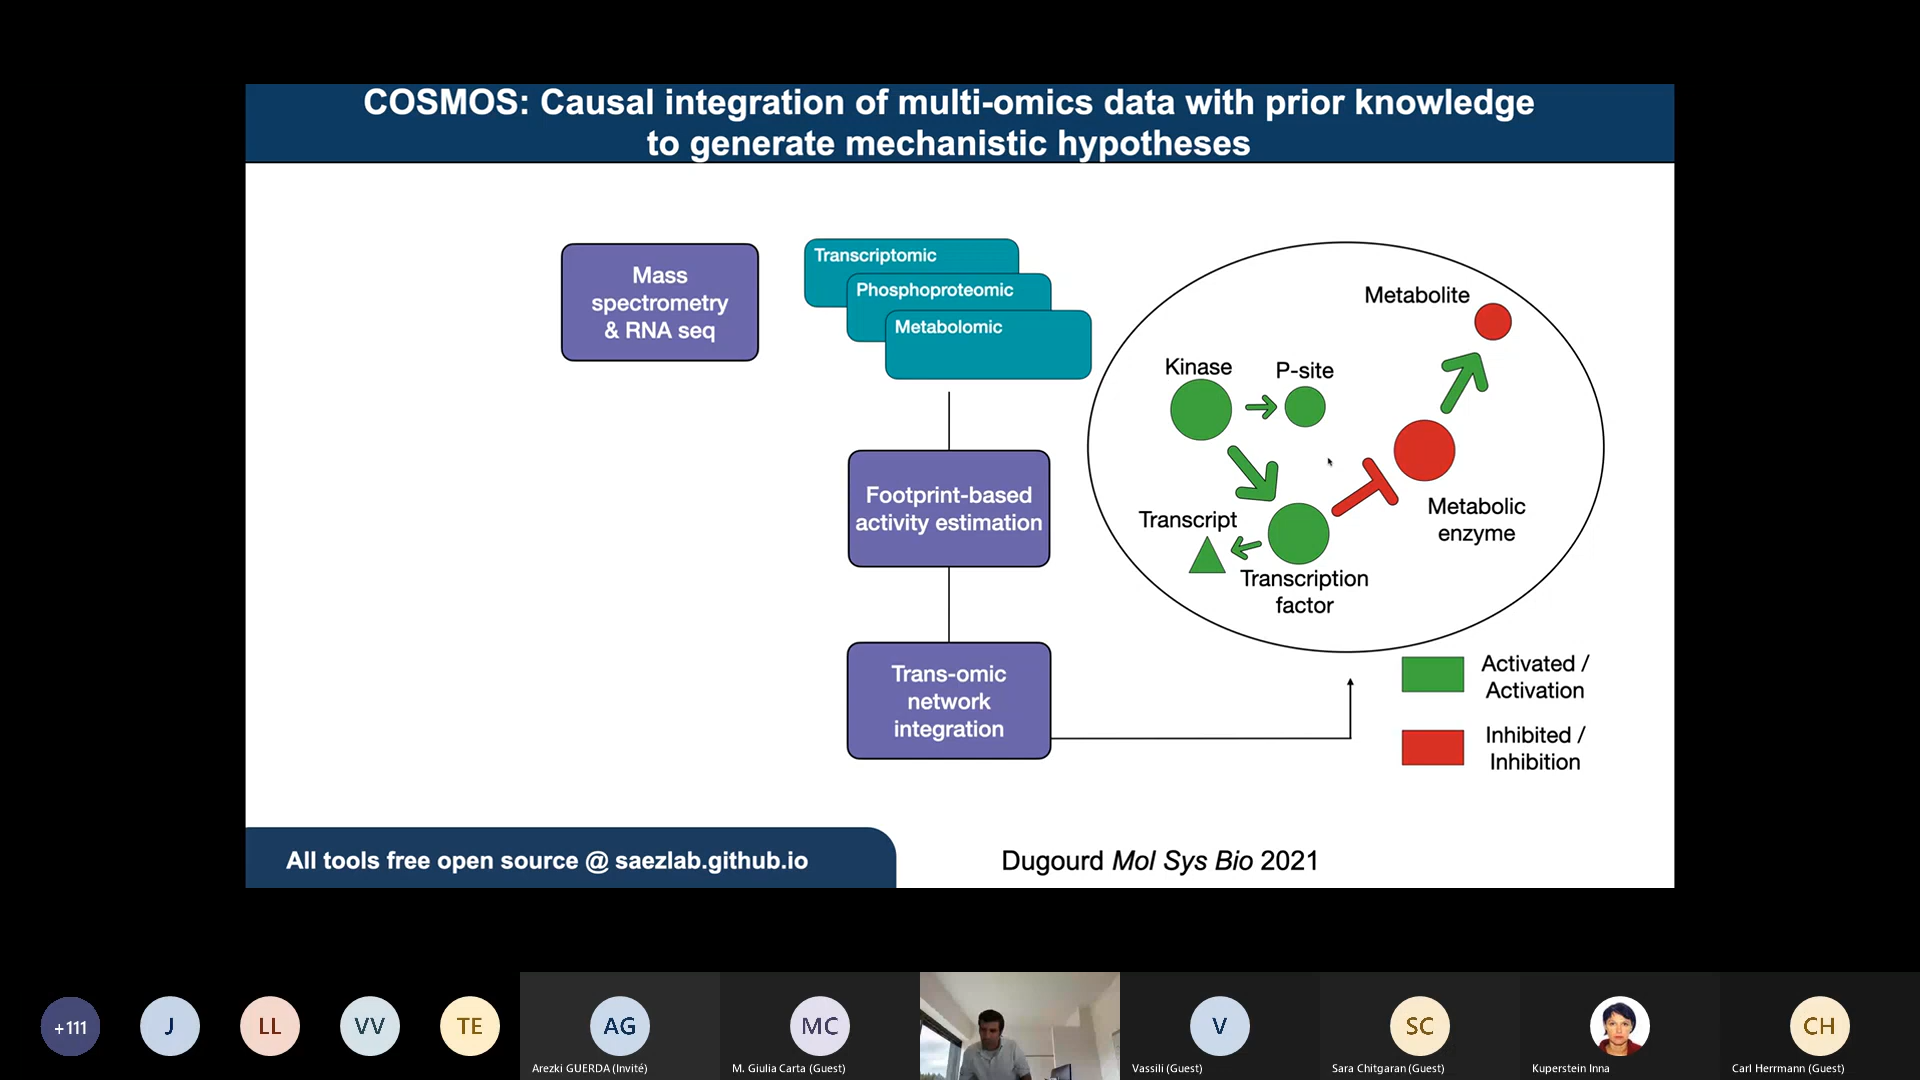 COSMOS: Causal integration of multi-omics data with prior knowledge
to generate mechanistic hypotheses
Mass
spectrometry
& RNA seq
Transcriptomic
Phosphoproteomic
Metabolomic
Footprint-based
activity estimation
Trans-omic
network
integration
Metabolite
Kinase
P-site
Transcript
Transcription
factor
Metabolic
enzyme
Activated /
Activation
Inhibited /
Inhibition
All tools free open source @ saezlab.github.io
Dugourd Mol Sys Bio 2021
+111
J
LL
VV
TE
AG
Arezki GUERDA (Invité)
MC
M. Giulia Carta (Guest)
V
Vassili (Guest)
SC
Sara Chitgaran (Guest)
Kuperstein Inna
CH
Carl Herrmann (Guest)